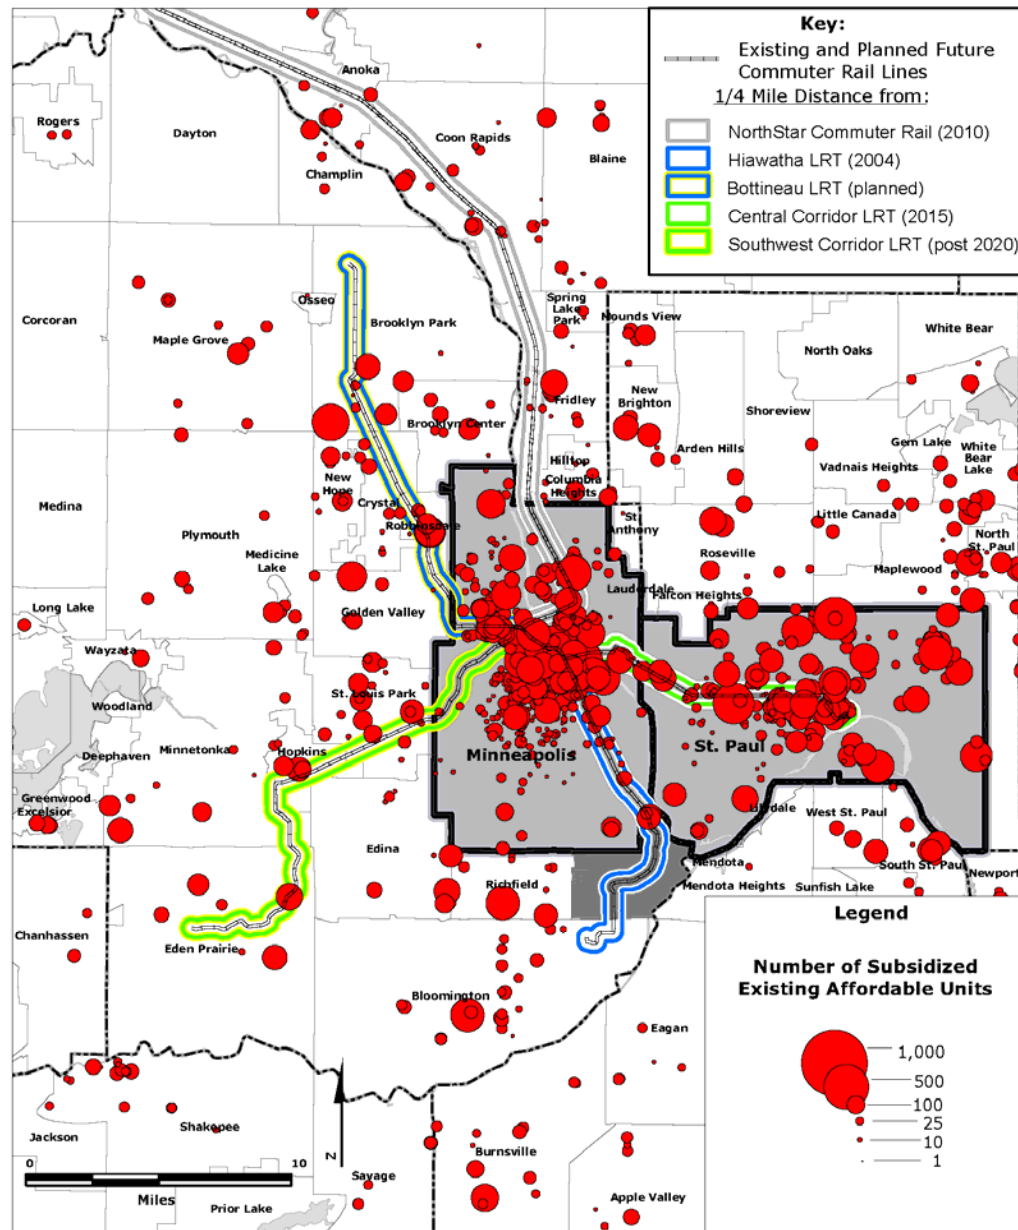 Key:
Existing and Planned Future
Commuter Rail Lines
1/4 Mile Distance from:
NorthStar Commuter Rail (2010)
Hiawatha LRT (2004)
Bottineau LRT (planned)
Central Corridor LRT (2015)
Southwest Corridor LRT (post 2020)
Anoka
Rogers
Dayton
Coon Rapids
Blaine
Champlin
Osseo
Corcoran
Brooklyn Park
Spring
Lake
Park
Mounds View
White Bear
Maple Grove
North Oaks
Fridley
New
Brighton
Shoreview
Brooklyn Center
Arden Hills
Gem Lake
White
Bear
Lake
Hilltop
Columbia
Heights
Vadnais Heights
New
Hope
Crystal
Medina
Robbinsdale
St.
Anthony
Little Canada
North
St. Paul
Plymouth
Medicine
Lake
Roseville
Maplewood
Lauderdale
Falcon Heights
Long Lake
Golden Valley
Wayzata
St. Louis Park
Woodland
Minnetonka
Deephaven
Hopkins
Minneapolis
St. Paul
Greenwood
Excelsior
Lilydale
West St. Paul
Edina
Mendota
South St. Paul
Richfield
Mendota Heights
Sunfish Lake
Newport
Chanhassen
Eden Prairie
Bloomington
Eagan
Shakopee
Jackson
Burnsville
Savage
Apple Valley
Prior Lake
0
10
Miles
N
Legend
Number of Subsidized
Existing Affordable Units
1,000
500
100
25
10
1